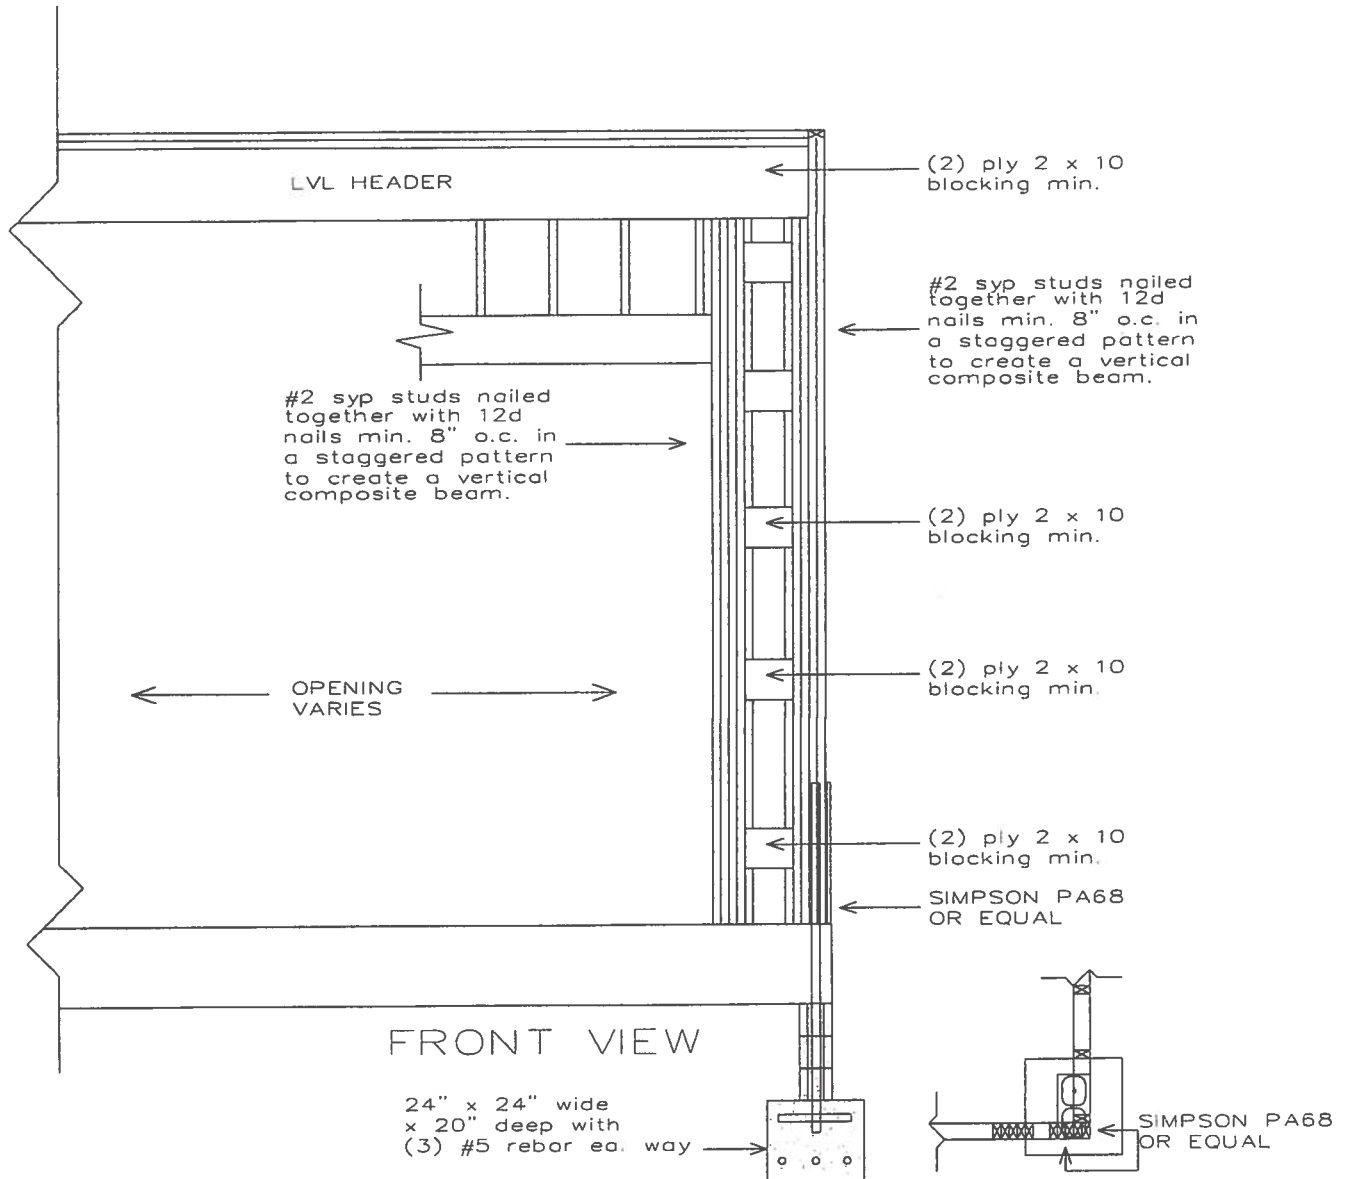 LVL HEADER
(2) ply 2 x 10
blocking min.
#2 syp studs nailed
together with 12d
nails min. 8" o.c. in
a staggered pattern
to create a vertical
composite beam.
#2 syp studs nailed
together with 12d
nails min. 8" o.c. in
a staggered pattern
to create a vertical
composite beam.
(2) ply 2 x 10
blocking min.
OPENING
VARIES
(2) ply 2 x 10
blocking min.
(2) ply 2 x 10
blocking min.
SIMPSON PA68
OR EQUAL
FRONT VIEW
24" x 24" wide
x 20" deep with
(3) #5 rebar ea. way
SIMPSON PA68
OR EQUAL